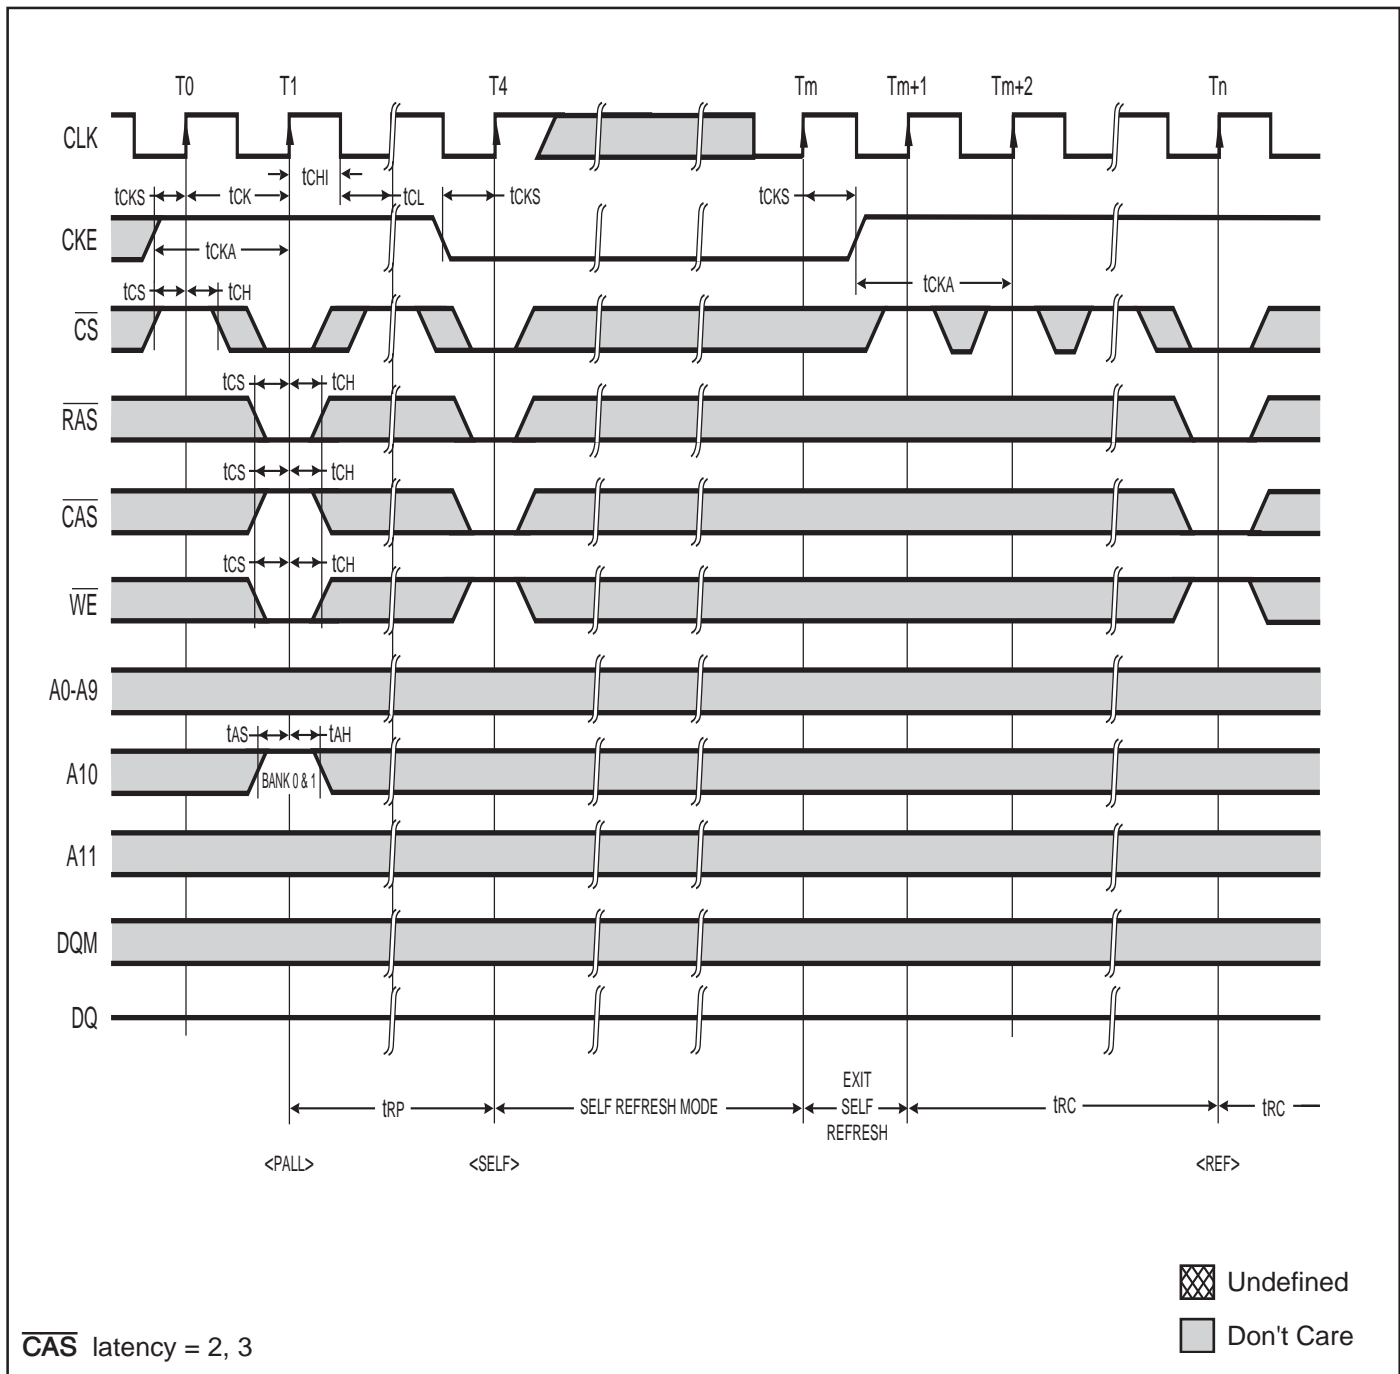 T0 T1 T4 Tm Tm+1 Tm+2 Tn
CLK
tCHI
tCKS tCK tCL tCKS tCKS
CKE
tCKA
tCKA
tCS tCH
CS
tCS tCH
RAS
tCS tCH
CAS
tCS tCH
WE
A0-A9
tAS tAH
A10 BANK 0 & 1
A11
DQM
DQ
tRP SELF REFRESH MODE EXIT SELF REFRESH tRC tRC
<PALL> <SELF> <REF>
Undefined
Don't Care
CAS latency = 2, 3